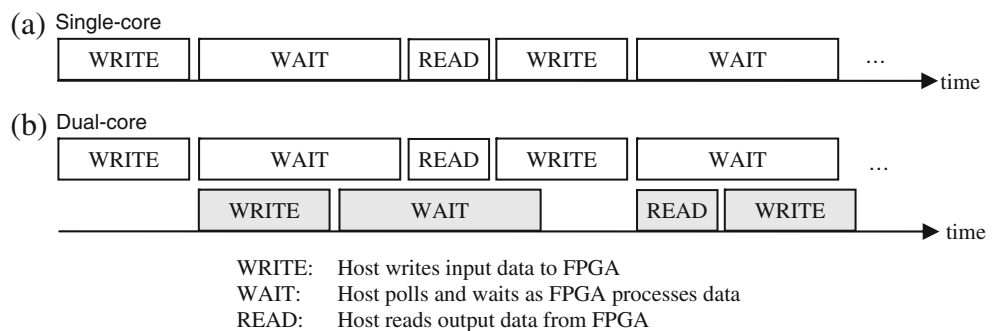 (a) Single-core
WRITE WAIT READ WRITE WAIT ...
time
(b) Dual-core
WRITE WAIT READ WRITE WAIT ...
WRITE WAIT READ WRITE
time
WRITE: Host writes input data to FPGA
WAIT: Host polls and waits as FPGA processes data
READ: Host reads output data from FPGA